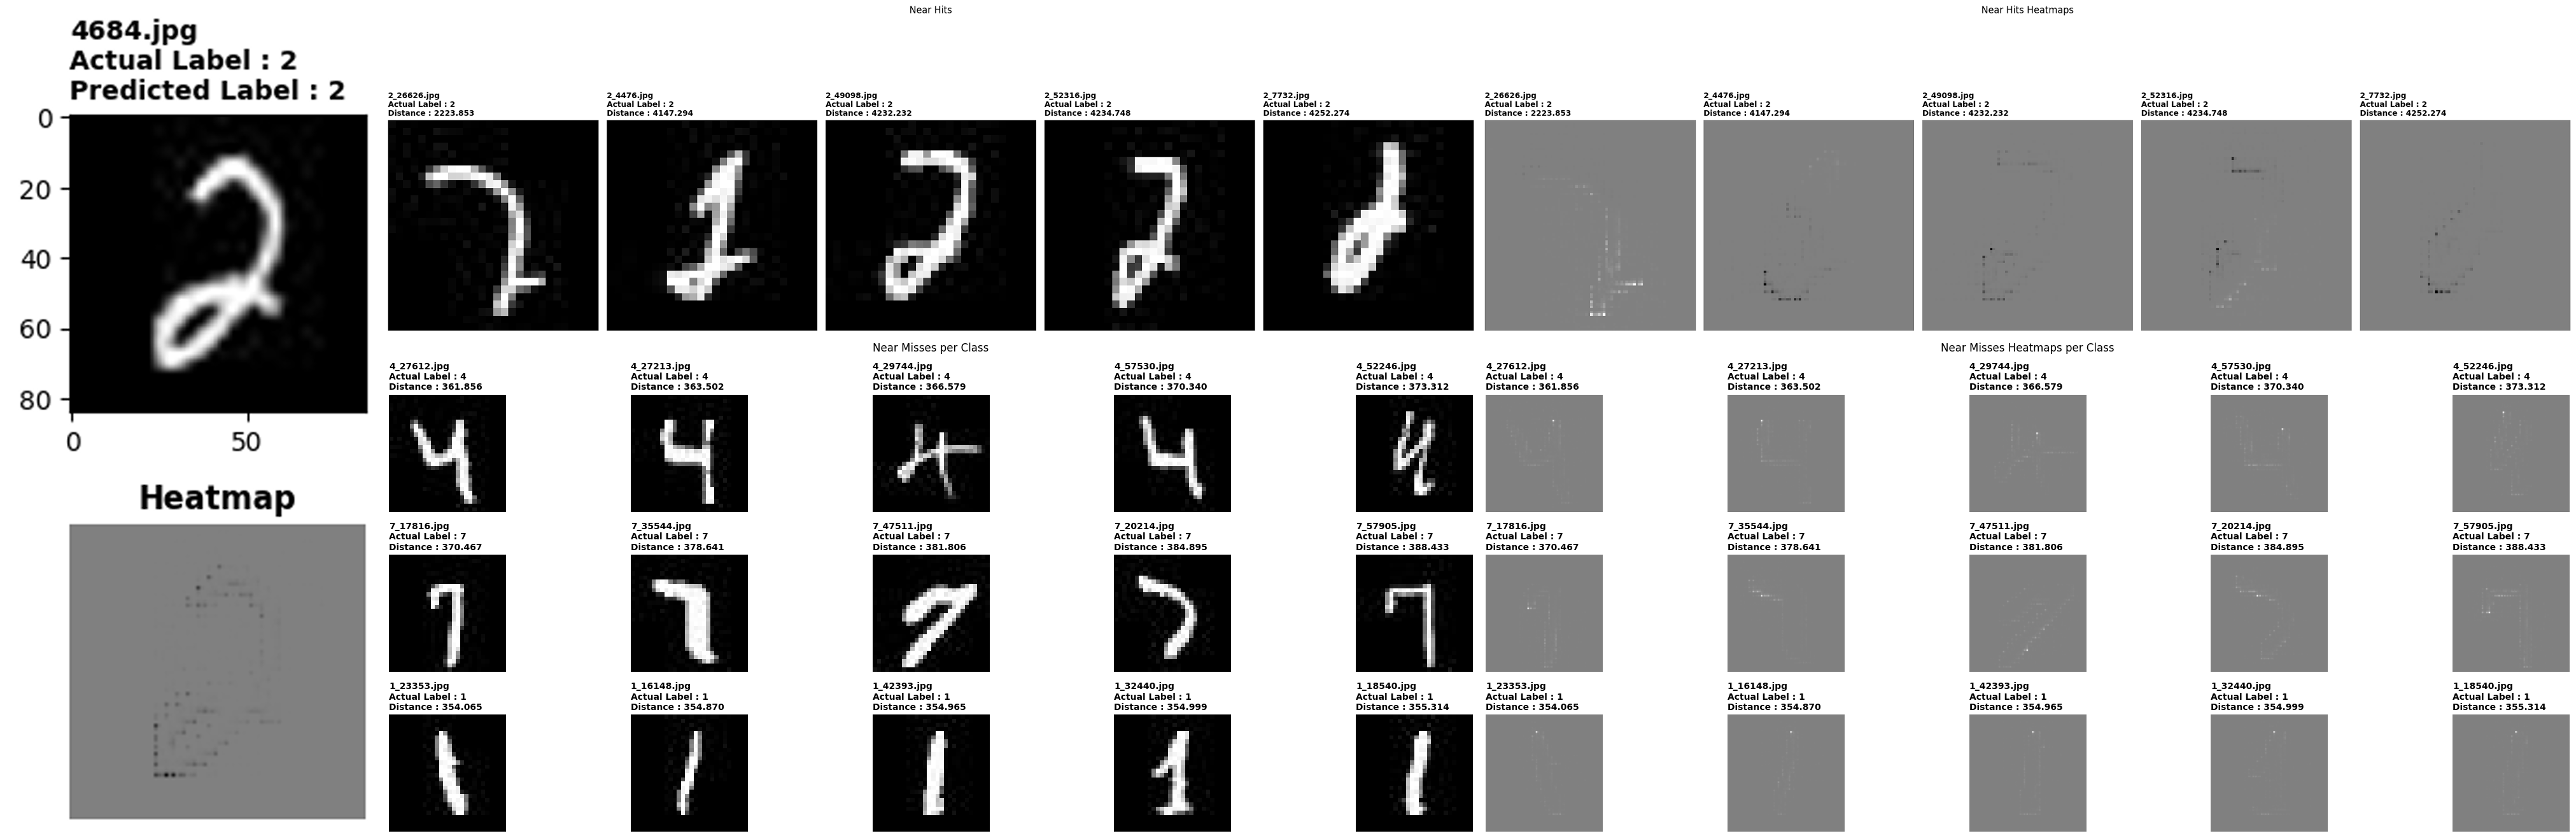 Near Hits
Near Hits Heatmaps
4684.jpg
Actual Label : 2
Predicted Label : 2
0
20
40
60
80
0
50
2
Heatmap
2_26626.jpg
Actual Label : 2
Distance : 2223.853
2_4476.jpg
Actual Label : 2
Distance : 4147.294
2_49098.jpg
Actual Label : 2
Distance : 4232.232
2_52316.jpg
Actual Label : 2
Distance : 4234.748
2_7732.jpg
Actual Label : 2
Distance : 4252.274
2_26626.jpg
Actual Label : 2
Distance : 2223.853
2_4476.jpg
Actual Label : 2
Distance : 4147.294
2_49098.jpg
Actual Label : 2
Distance : 4232.232
2_52316.jpg
Actual Label : 2
Distance : 4234.748
2_7732.jpg
Actual Label : 2
Distance : 4252.274
Near Misses per Class
Near Misses Heatmaps per Class
4_27612.jpg
Actual Label : 4
Distance : 361.856
4_27213.jpg
Actual Label : 4
Distance : 363.502
4_29744.jpg
Actual Label : 4
Distance : 366.579
4_57530.jpg
Actual Label : 4
Distance : 370.340
4_52246.jpg
Actual Label : 4
Distance : 373.312
4_27612.jpg
Actual Label : 4
Distance : 361.856
4_27213.jpg
Actual Label : 4
Distance : 363.502
4_29744.jpg
Actual Label : 4
Distance : 366.579
4_57530.jpg
Actual Label : 4
Distance : 370.340
4_52246.jpg
Actual Label : 4
Distance : 373.312
7_17816.jpg
Actual Label : 7
Distance : 370.467
7_35544.jpg
Actual Label : 7
Distance : 378.641
7_47511.jpg
Actual Label : 7
Distance : 381.806
7_20214.jpg
Actual Label : 7
Distance : 384.895
7_57905.jpg
Actual Label : 7
Distance : 388.433
7_17816.jpg
Actual Label : 7
Distance : 370.467
7_35544.jpg
Actual Label : 7
Distance : 378.641
7_47511.jpg
Actual Label : 7
Distance : 381.806
7_20214.jpg
Actual Label : 7
Distance : 384.895
7_57905.jpg
Actual Label : 7
Distance : 388.433
1_23353.jpg
Actual Label : 1
Distance : 354.065
1_16148.jpg
Actual Label : 1
Distance : 354.870
1_42393.jpg
Actual Label : 1
Distance : 354.965
1_32440.jpg
Actual Label : 1
Distance : 354.999
1_18540.jpg
Actual Label : 1
Distance : 355.314
1_23353.jpg
Actual Label : 1
Distance : 354.065
1_16148.jpg
Actual Label : 1
Distance : 354.870
1_42393.jpg
Actual Label : 1
Distance : 354.965
1_32440.jpg
Actual Label : 1
Distance : 354.999
1_18540.jpg
Actual Label : 1
Distance : 355.314